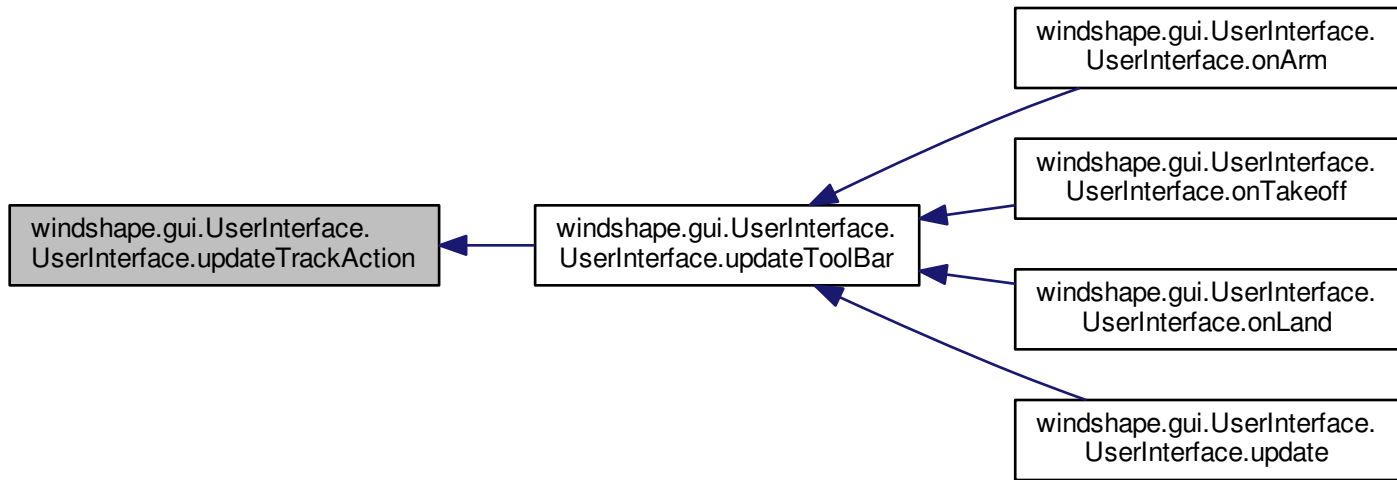 windshape.gui.UserInterface.
UserInterface.updateTrackAction
windshape.gui.UserInterface.
UserInterface.updateToolBar
windshape.gui.UserInterface.
UserInterface.onArm
windshape.gui.UserInterface.
UserInterface.onTakeoff
windshape.gui.UserInterface.
UserInterface.onLand
windshape.gui.UserInterface.
UserInterface.update